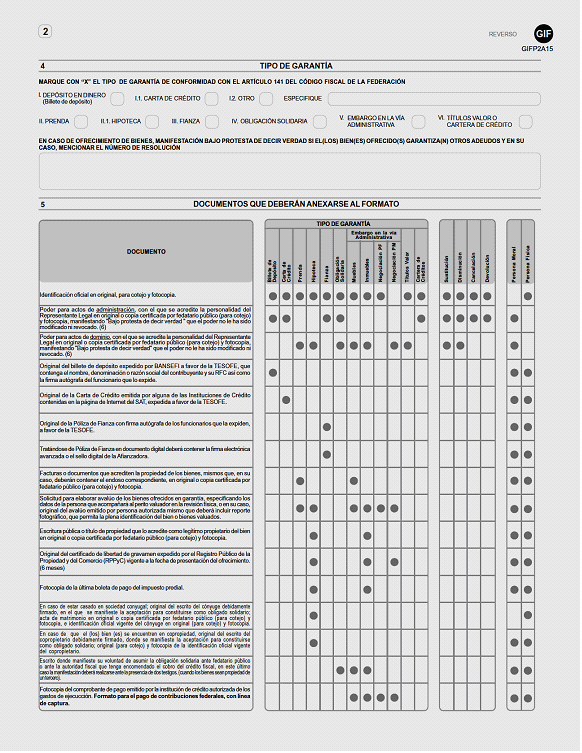 2
REVERSO
GIF
GIFP2A15
4 TIPO DE GARANTÍA
MARQUE CON "X" EL TIPO DE GARANTÍA DE CONFORMIDAD CON EL ARTÍCULO 141 DEL CÓDIGO FISCAL DE LA FEDERACIÓN
I. DEPÓSITO EN DINERO
(Billete de depósito)
I.1. CARTA DE CRÉDITO
I.2. OTRO
ESPECIFIQUE
II. PRENDA
II.1. HIPOTECA
III. FIANZA
IV. OBLIGACIÓN SOLIDARIA
V. EMBARGO EN LA VÍA
ADMINISTRATIVA
VI. TÍTULOS VALOR O
CARTERA DE CRÉDITO
EN CASO DE OFRECIMIENTO DE BIENES, MANIFESTACIÓN BAJO PROTESTA DE DECIR VERDAD SI EL(LOS) BIEN(ES) OFRECIDO(S) GARANTIZA(N) OTROS ADEUDOS Y EN SU
CASO, MENCIONAR EL NÚMERO DE RESOLUCIÓN
5 DOCUMENTOS QUE DEBERÁN ANEXARSE AL FORMATO
DOCUMENTO
TIPO DE GARANTÍA
Embargo en la vía
Administrativa
Billete de
Depósito
Carta de
Crédito
Prenda
Hipoteca
Fianza
Obligación
Solidaria
Muebles
Inmuebles
Negociación PF
Negociación PM
Títulos Valor
Cartera de
Créditos
Sustitución
Disminución
Cancelación
Devolución
Persona Moral
Persona Física
Identificación oficial en original, para cotejo y fotocopia.
Poder para actos de administración, con el que se acredite la personalidad del
Representante Legal en original o copia certificada por fedatario público (para cotejo)
y fotocopia, manifestando "Bajo protesta de decir verdad " que el poder no le ha sido
modificado ni revocado. (6)
Poder para actos de dominio, con el que se acredite la personalidad del Representante
Legal en original o copia certificada por fedatario público (para cotejo) y fotocopia,
manifestando "Bajo protesta de decir verdad" que el poder no le ha sido modificado ni
revocado. (6)
Original del billete de depósito expedido por BANSEFI a favor de la TESOFE, que
contenga el nombre, denominación o razón social del contribuyente y su RFC así como
la firma autógrafa del funcionario que lo expide.
Original de la Carta de Crédito emitida por alguna de las Instituciones de Crédito
contenidas en la página de Internet del SAT, expedida a favor de la TESOFE.
Original de la Póliza de Fianza con firma autógrafa de los funcionarios que la expiden,
a favor de la TESOFE.
Tratándose de Póliza de Fianza en documento digital deberá contener la firma electrónica
avanzada o el sello digital de la Afianzadora.
Facturas o documentos que acrediten la propiedad de los bienes, mismos que, en su
caso, deberán contener el endoso correspondiente, en original o copia certificada por
fedatario público (para cotejo) y fotocopia.
Solicitud para elaborar avalúo de los bienes ofrecidos en garantía, especificando los
datos de la persona que acompañará al perito valuador en la revisión física, o en su caso,
original del avalúo emitido por persona autorizada mismo que deberá incluir reporte
fotográfico, que permita la plena identificación del bien o bienes valuados.
Escritura pública o título de propiedad que lo acredite como legítimo propietario del bien
en original o copia certificada por fedatario público (para cotejo) y fotocopia.
Original del certificado de libertad de gravamen expedido por el Registro Público de la
Propiedad y del Comercio (RPPyC) vigente a la fecha de presentación del ofrecimiento.
(6 meses)
Fotocopia de la última boleta de pago del impuesto predial.
En caso de estar casado en sociedad conyugal; original del escrito del cónyuge debidamente
firmado, en el que se manifieste la aceptación para constituirse como obligado solidario;
acta de matrimonio en original o copia certificada por fedatario público (para cotejo) y
fotocopia, e identificación oficial vigente del cónyuge en original (para cotejo) y fotocopia.
En caso de que el (los) bien (es) se encuentren en copropiedad, original del escrito del
copropietario debidamente firmado, donde se manifieste la aceptación para constituirse
como obligado solidario; original (para cotejo) y fotocopia de la identificación oficial vigente
del copropietario.
Escrito donde manifieste su voluntad de asumir la obligación solidaria ante fedatario público
o ante la autoridad fiscal que tenga encomendado el cobro del crédito fiscal, en este último
caso la manifestación deberá realizarse ante la presencia de dos testigos. (cuando los bienes sean propiedad de
un tercero).
Fotocopia del comprobante de pago emitido por la institución de crédito autorizada de los
gastos de ejecución. Formato para el pago de contribuciones federales, con línea
de captura.